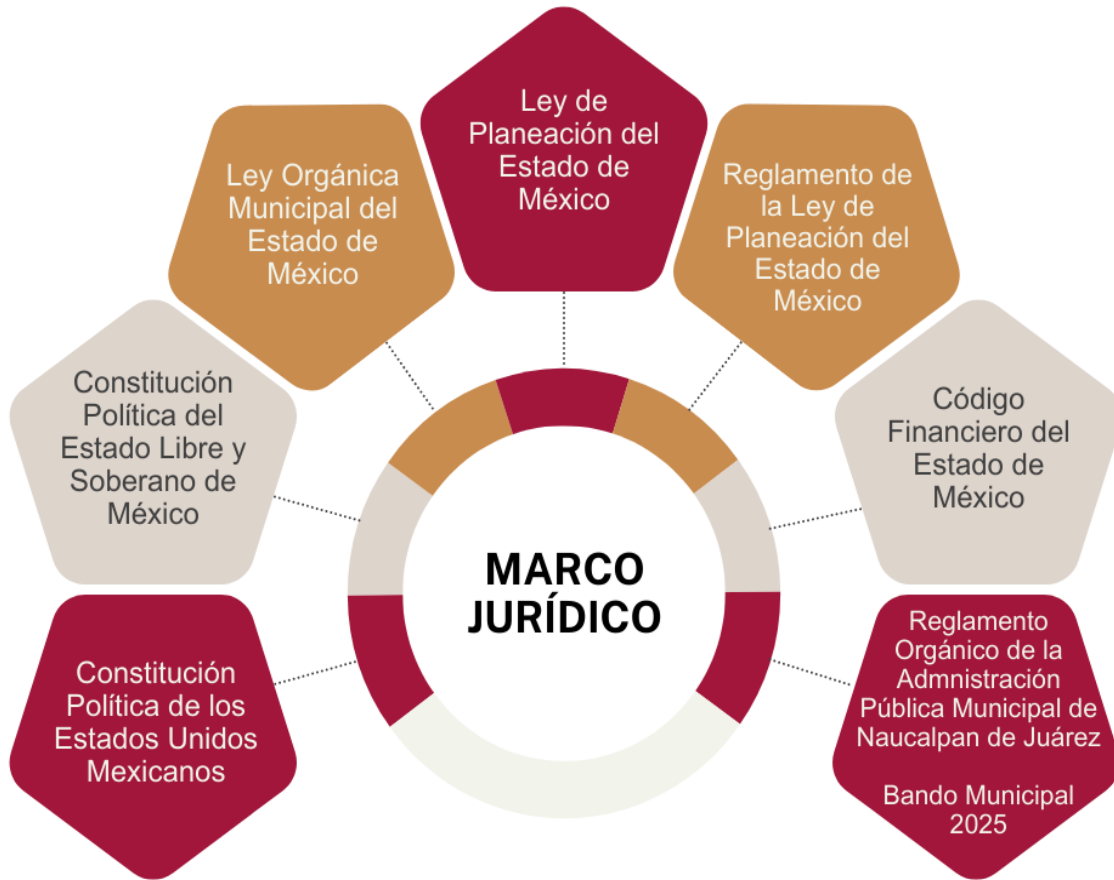 Ley de
Planeación del
Estado de
México
Ley Orgánica
Municipal del
Estado de
México
Reglamento de
la Ley de
Planeación del
Estado de
México
Constitución
Política del
Estado Libre y
Soberano de
México
Código
Financiero del
Estado de
México
MARCO
JURÍDICO
Constitución
Política de los
Estados Unidos
Mexicanos
Reglamento
Orgánico de la
Admnistración
Pública Municipal de
Naucalpan de Juárez
Bando Municipal
2025